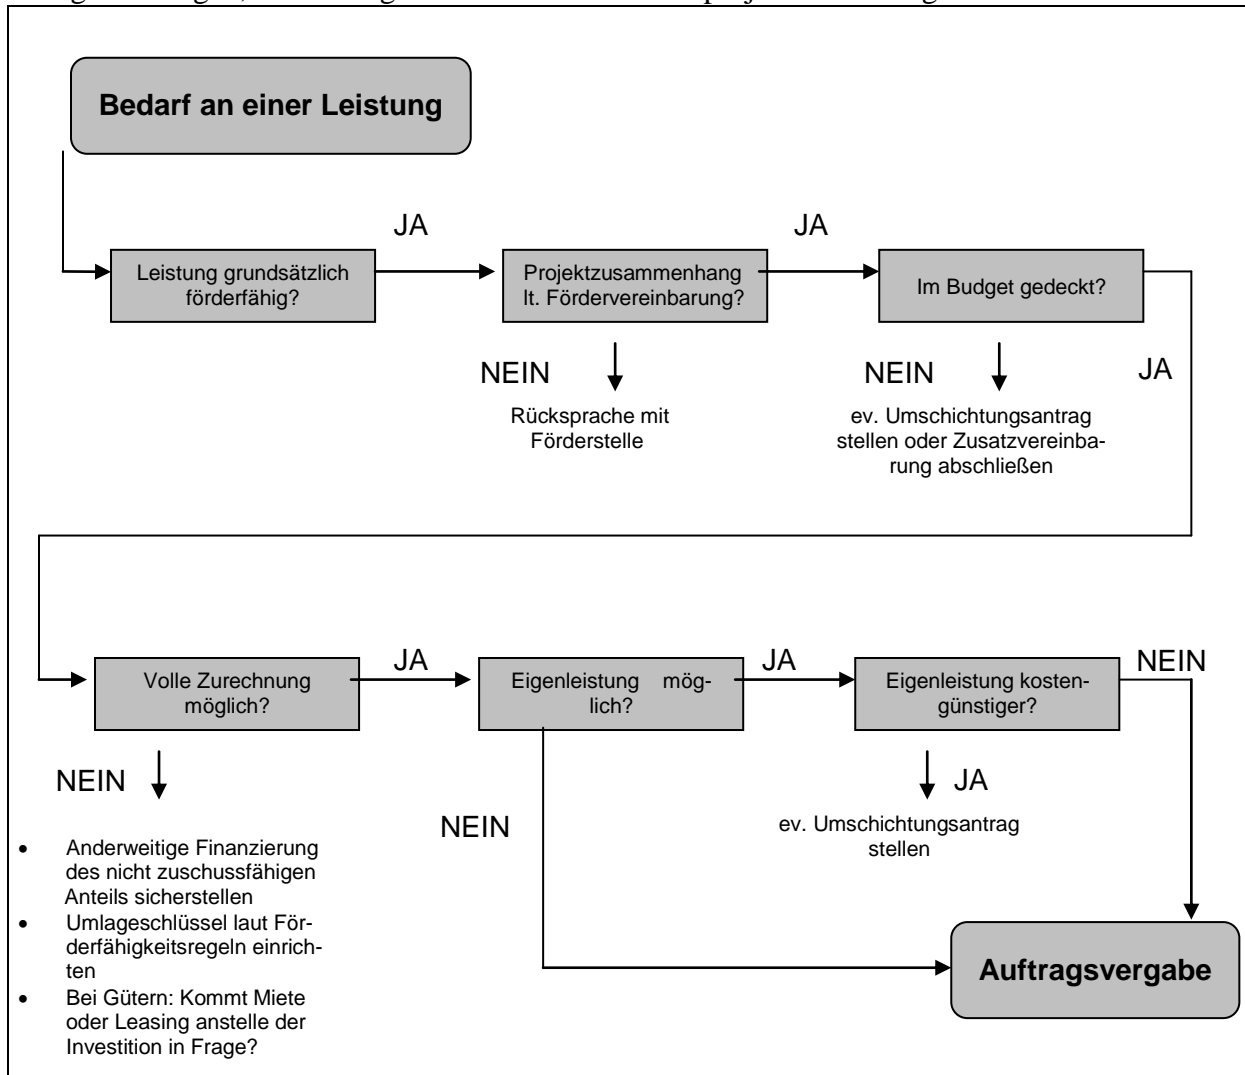 Bedarf an einer Leistung
JA
JA
Leistung grundsätzlich
förderfähig?
Projektzusammenhang
lt. Fördervereinbarung?
Im Budget gedeckt?
NEIN
NEIN
JA
Rücksprache mit
Förderstelle
ev. Umschichtungsantrag
stellen oder Zusatzvereinba-
rung abschließen
JA
JA
NEIN
Volle Zurechnung
möglich?
Eigenleistung mög-
lich?
Eigenleistung kosten-
günstiger?
NEIN
JA
NEIN
ev. Umschichtungsantrag
stellen
• Anderweitige Finanzierung
des nicht zuschussfähigen
Anteils sicherstellen
• Umlageschlüssel laut För-
derfähigkeitsregeln einrich-
ten
• Bei Gütern: Kommt Miete
oder Leasing anstelle der
Investition in Frage?
Auftragsvergabe